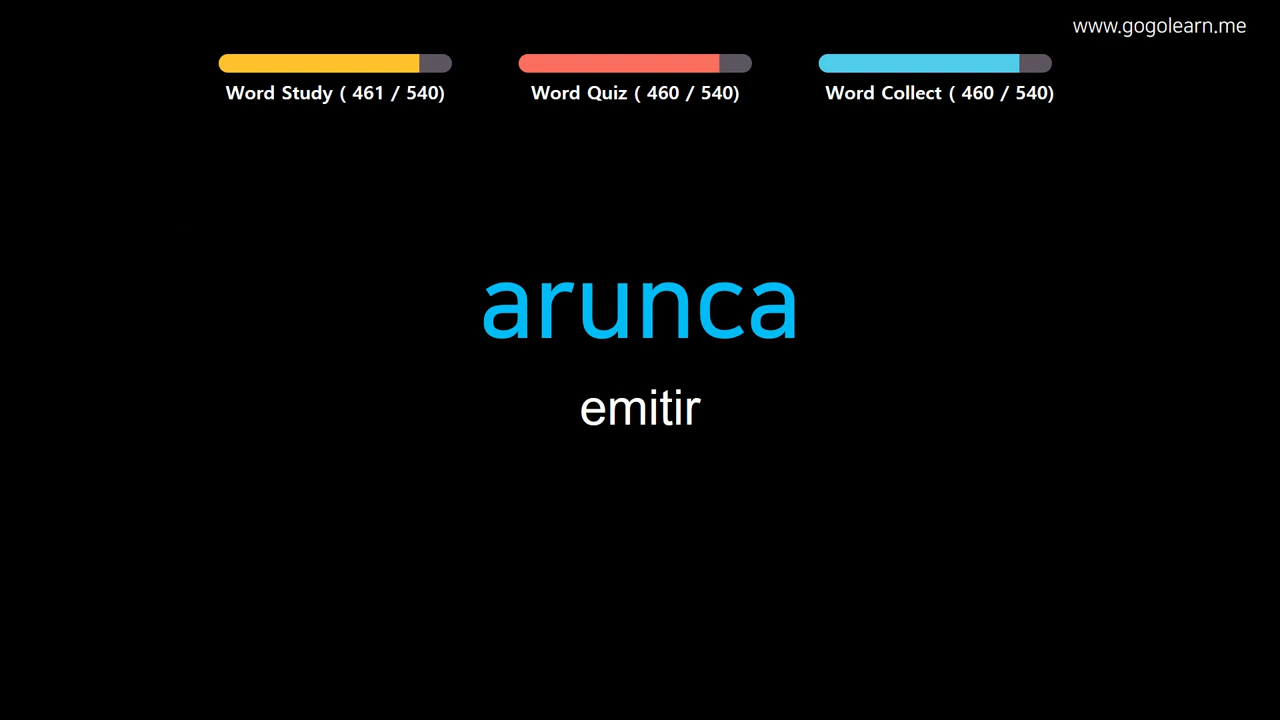 www.gogolearn.me
Word Study ( 461 / 540)
Word Quiz ( 460 / 540)
Word Collect ( 460 / 540)
arunca
emitir